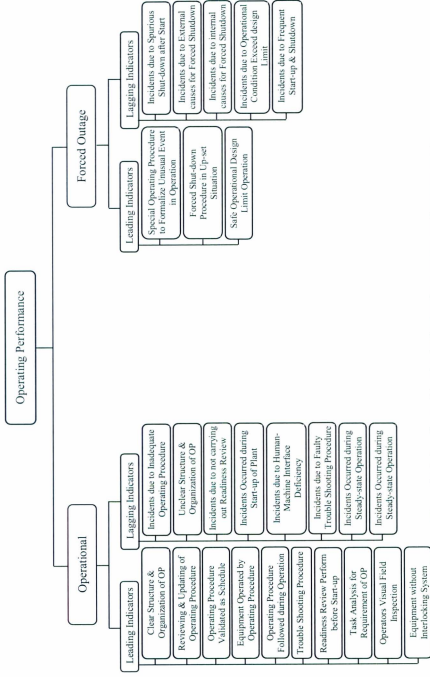 Operating Performance
Operational
Leading Indicators
Clear Structure &
Organization of OP
Reviewing & Updating of
Operating Procedure
Operating Procedure
Validated as Schedule
Equipment Operated by
Operating Procedure
Operating Procedure
Followed during Operation
Trouble Shooting Procedure
Readiness Review Perform
before Start-up
Task Analysis for
Requirement of OP
Operators Visual Field
Inspection
Equipment without
Interlocking System
Lagging Indicators
Incidents due to Inadequate
Operating Procedure
Unclear Structure &
Organization of OP
Incidents due to not carrying
out Readiness Review
Incidents Occurred during
Start-up of Plant
Incidents due to Human-
Machine Interface
Deficiency
Incidents due to Faulty
Trouble Shooting Procedure
Incidents Occurred during
Steady-state Operation
Incidents Occurred during
Steady-state Operation
Forced Outage
Leading Indicators
Special Operating Procedure
to Formalize Unusual Event
in Operation
Forced Shut-down
Procedure in Up-set
Situation
Safe Operational Design
Limit Operation
Lagging Indicators
Incidents due to Spurious
Shut-down after Start
Incidents due to External
causes for Forced Shutdown
Incidents due to internal
causes for Forced Shutdown
Incidents due to Operational
Condition Exceed design
Limit
Incidents due to Frequent
Start-up & Shutdown